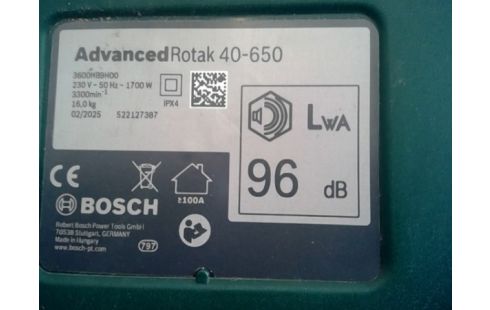 AdvancedRotak 40-650
3600HB9H00
230 V ~ 50 Hz ~ 1700 W
3300min-1
16,0 kg
IPX4
02/2025 522127387
LWA
96 dB
CE
≥100A
BOSCH
Robert Bosch Power Tools GmbH
70538 Stuttgart, GERMANY
Made in Hungary
www.bosch-pt.com
797